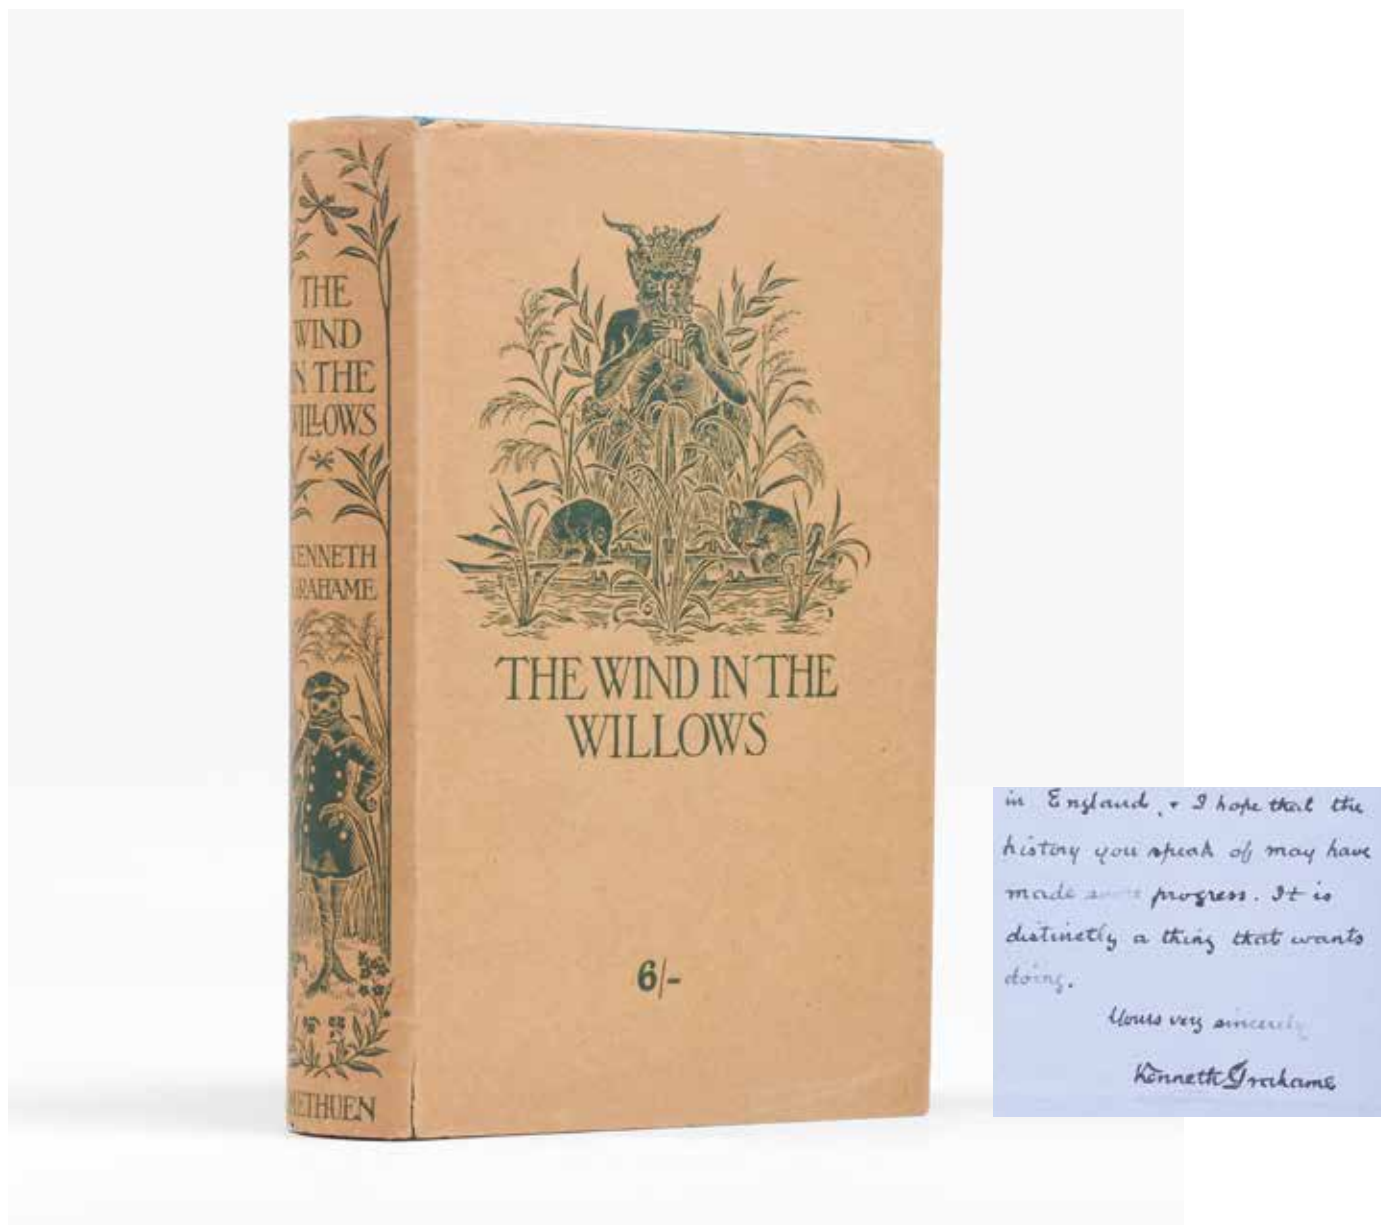 THE
WIND
IN THE
WILLOWS
KENNETH
GRAHAME
METHUEN
THE WIND IN THE
WILLOWS
6/-
in England, + I hope that the
history you speak of may have
made some progress. It is
distinctly a thing that wants
doing.
Yours very sincerely
Kenneth Grahame